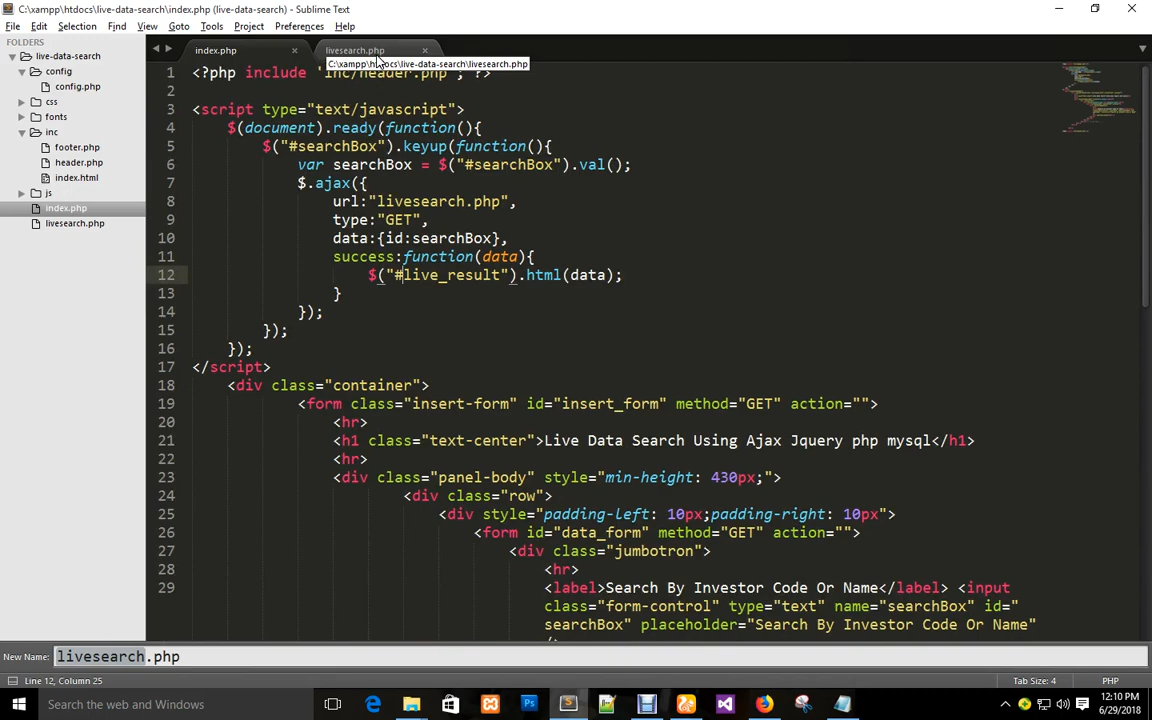 C:\xampp\htdocs\live-data-search\index.php (live-data-search) - Sublime Text
File Edit Selection Find View Goto Tools Project Preferences Help
FOLDERS
live-data-search
config
config.php
css
fonts
inc
footer.php
header.php
index.html
js
index.php
livesearch.php
index.php
livesearch.php
C:\xampp\htdocs\live-data-search\livesearch.php
1 <?php include 'inc/header.php'; ?>
2
3 <script type="text/javascript">
4 $(document).ready(function(){
5 $("#searchBox").keyup(function(){
6 var searchBox = $("#searchBox").val();
7 $.ajax({
8 url:"livesearch.php",
9 type:"GET",
10 data:{id:searchBox},
11 success:function(data){
12 $("#live_result").html(data);
13 }
14 });
15 });
16 });
17 </script>
18 <div class="container">
19 <form class="insert-form" id="insert_form" method="GET" action="">
20 <hr>
21 <h1 class="text-center">Live Data Search Using Ajax Jquery php mysql</h1>
22 <hr>
23 <div class="panel-body" style="min-height: 430px;">
24 <div class="row">
25 <div style="padding-left: 10px;padding-right: 10px">
26 <form id="data_form" method="GET" action="">
27 <div class="jumbotron">
28 <hr>
29 <label>Search By Investor Code Or Name</label> <input
class="form-control" type="text" name="searchBox" id="
searchBox" placeholder="Search By Investor Code Or Name"
New Name: livesearch.php
Line 12, Column 25
Tab Size: 4
PHP
Search the web and Windows
12:10 PM
6/29/2018